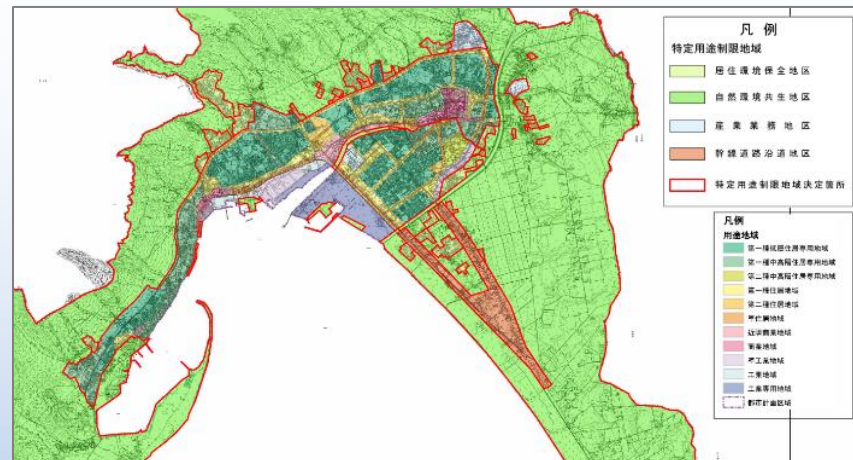 凡例
特定用途制限地域
居住環境保全地区
自然環境共生地区
産業業務地区
幹線道路沿道地区
特定用途制限地域決定箇所
凡例
用途地域
第一種低層住居専用地域
第一種中高層住居専用地域
第二種中高層住居専用地域
第一種住居地域
第二種住居地域
準住居地域
近隣商業地域
商業地域
準工業地域
工業地域
工業専用地域
都市計画区域